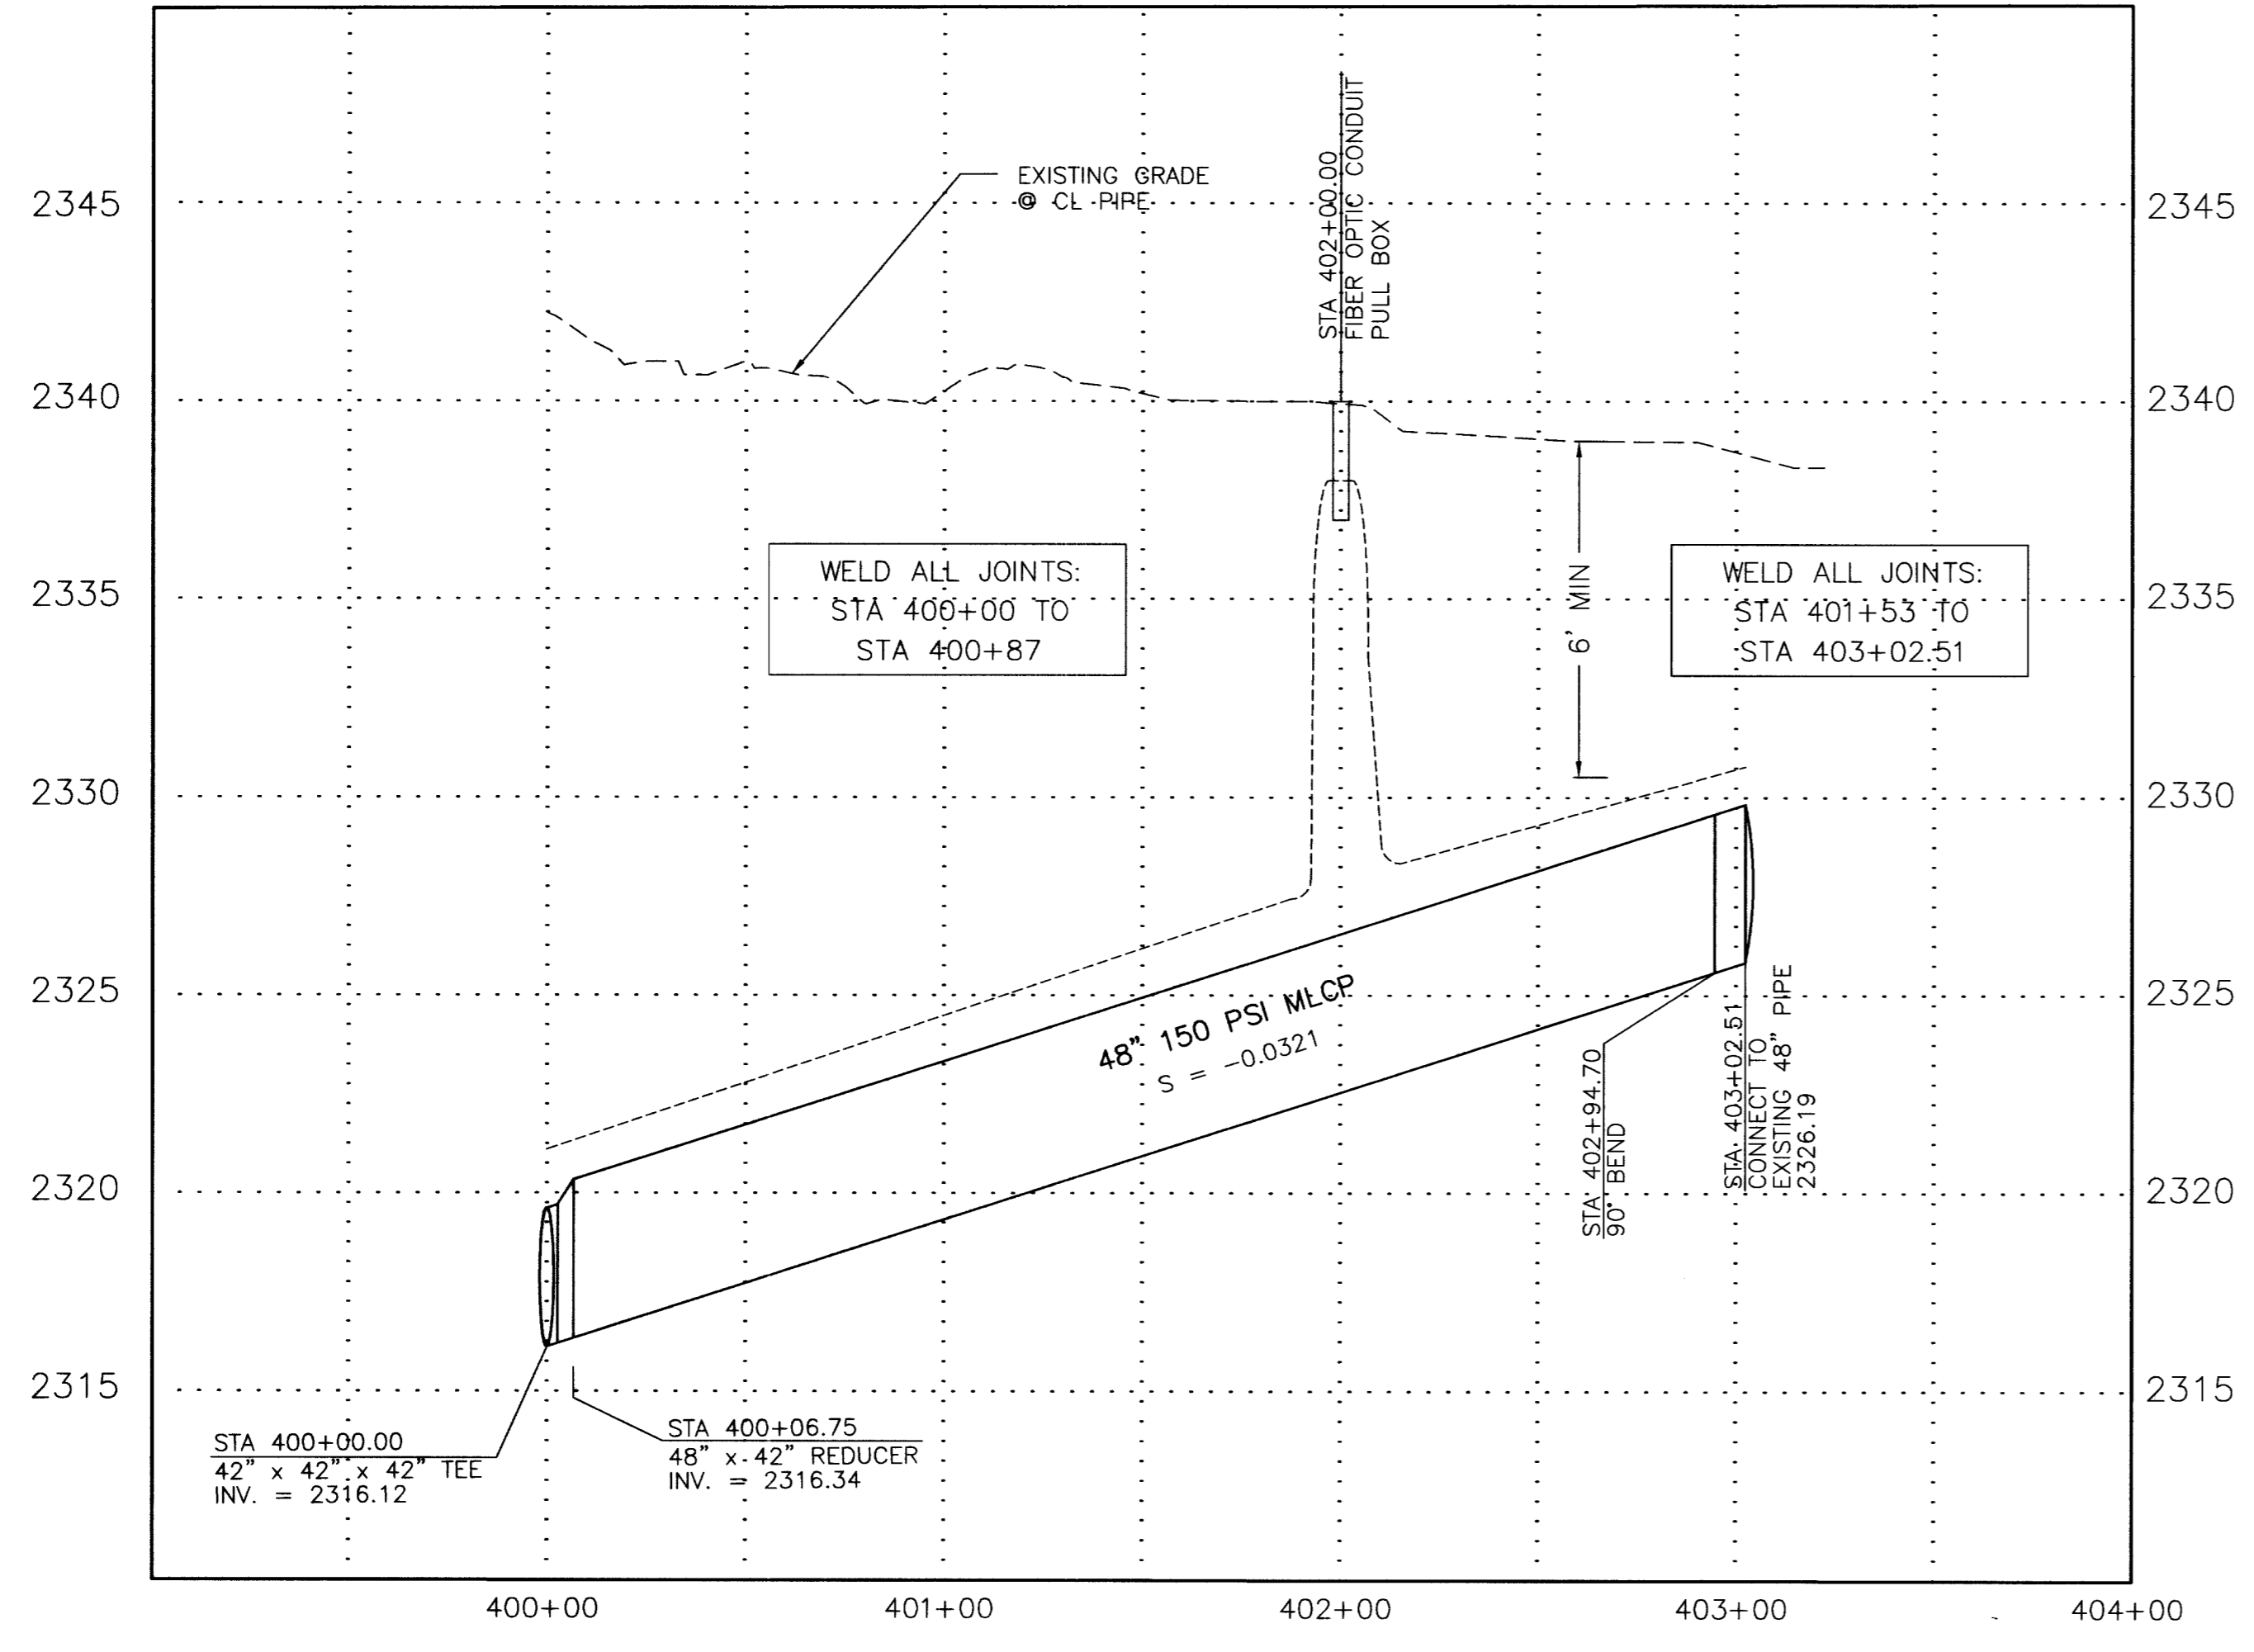 STA 402+00.00
FIBER OPTIC CONDUIT
PULL BOX
EXISTING GRADE
@ CL PIPE
2345
2345
2340
2340
WELD ALL JOINTS:
STA 400+00 TO
STA 400+87
6' MIN
WELD ALL JOINTS:
STA 401+53 TO
STA 403+02.51
2335
2335
2330
2330
2325
2325
48" 150 PSI MLCP
S = -0.0321
STA 402+94.70
90° BEND
STA 403+02.51
CONNECT TO
EXISTING 48" PIPE
2326.19
2320
2320
2315
2315
STA 400+00.00
42" x 42" x 42" TEE
INV. = 2316.12
STA 400+06.75
48" x 42" REDUCER
INV. = 2316.34
400+00
401+00
402+00
403+00
404+00